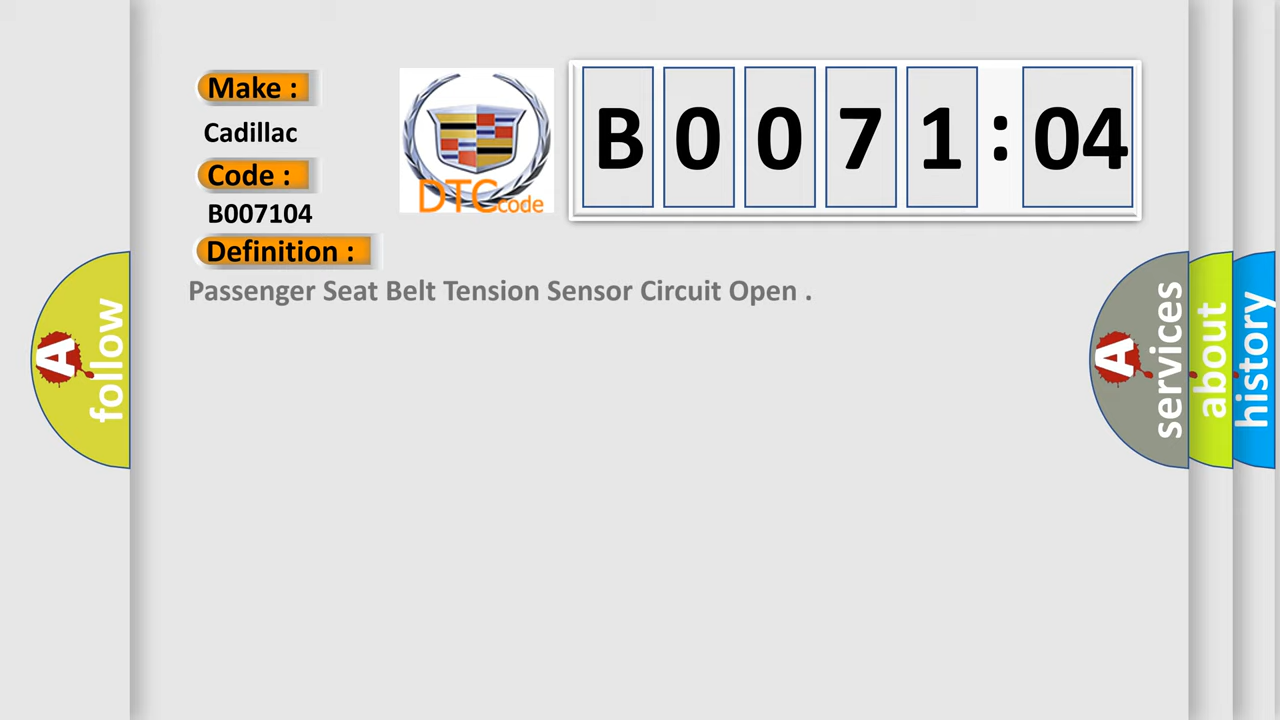 Make :
Cadillac
Code :
B007104
Definition :
Passenger Seat Belt Tension Sensor Circuit Open .
DTC code
B 0 0 7 1 : 04
A follow
A services
about
history